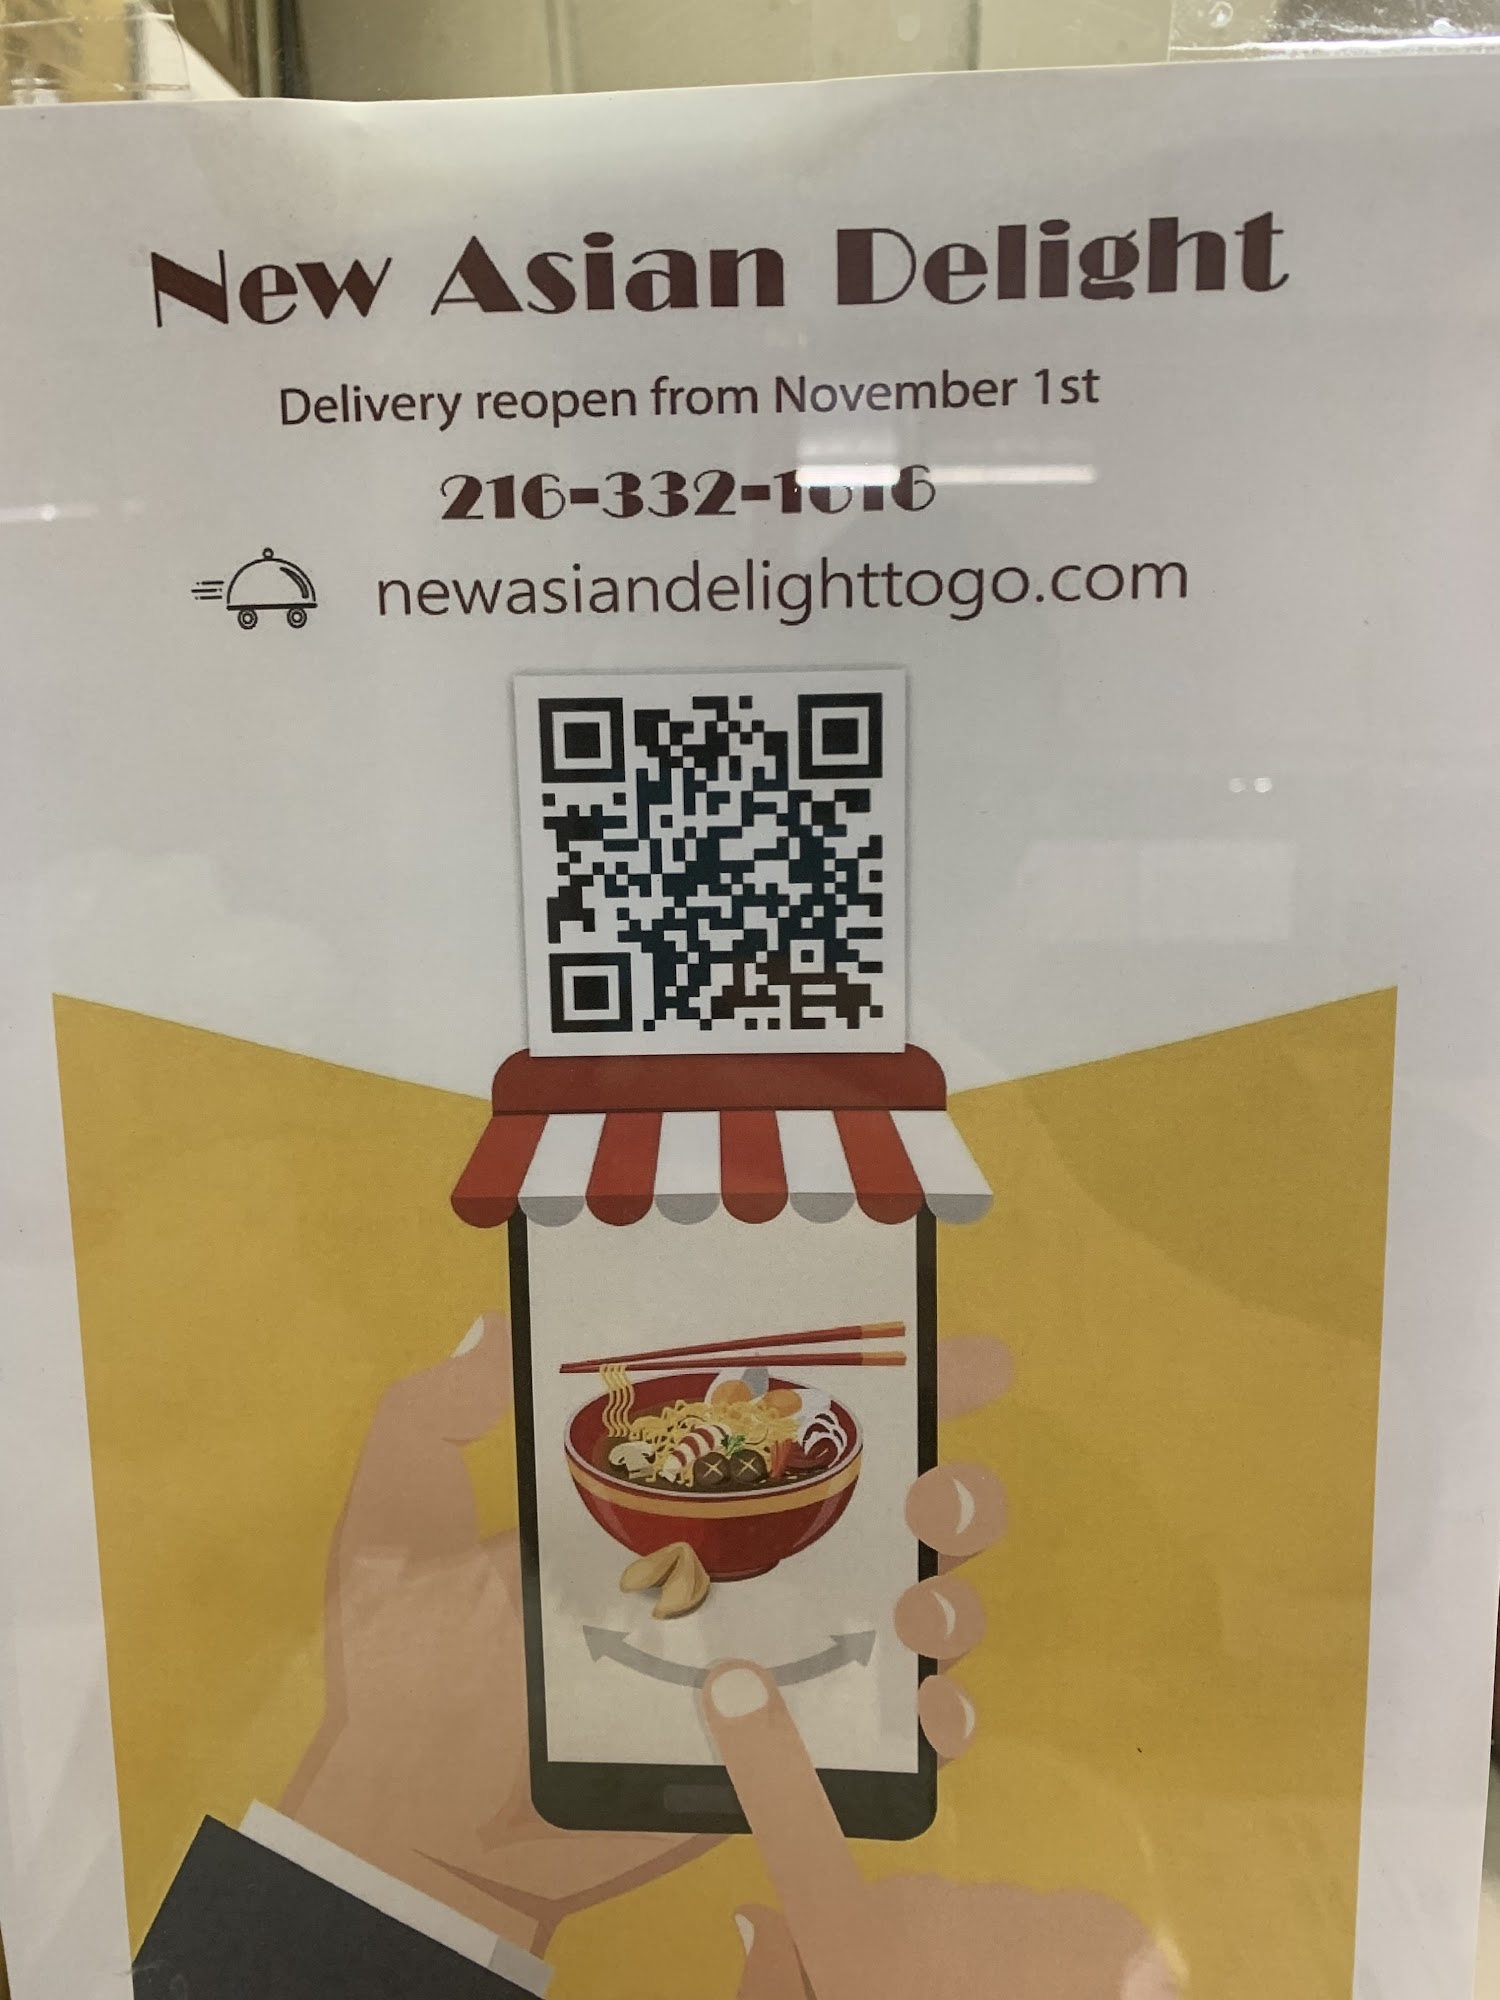 New Asian Delight
Delivery reopen from November 1st
newasiandelighttogo.com